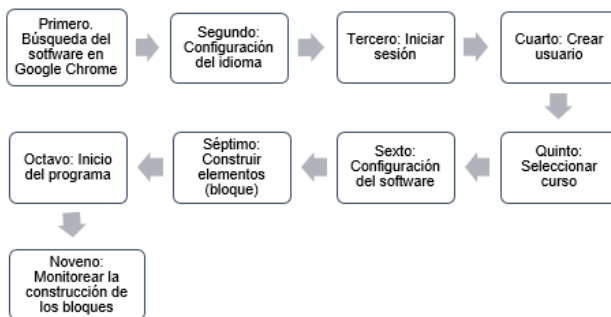 Primero.
Búsqueda del
sotfware en
Google Chrome
Segundo:
Configuración
del idioma
Tercero: Iniciar
sesión
Cuarto: Crear
usuario
Quinto:
Seleccionar
curso
Sexto:
Configuración
del software
Séptimo:
Construir
elementos
(bloque)
Octavo: Inicio
del programa
Noveno:
Monitorear la
construcción de
los bloques